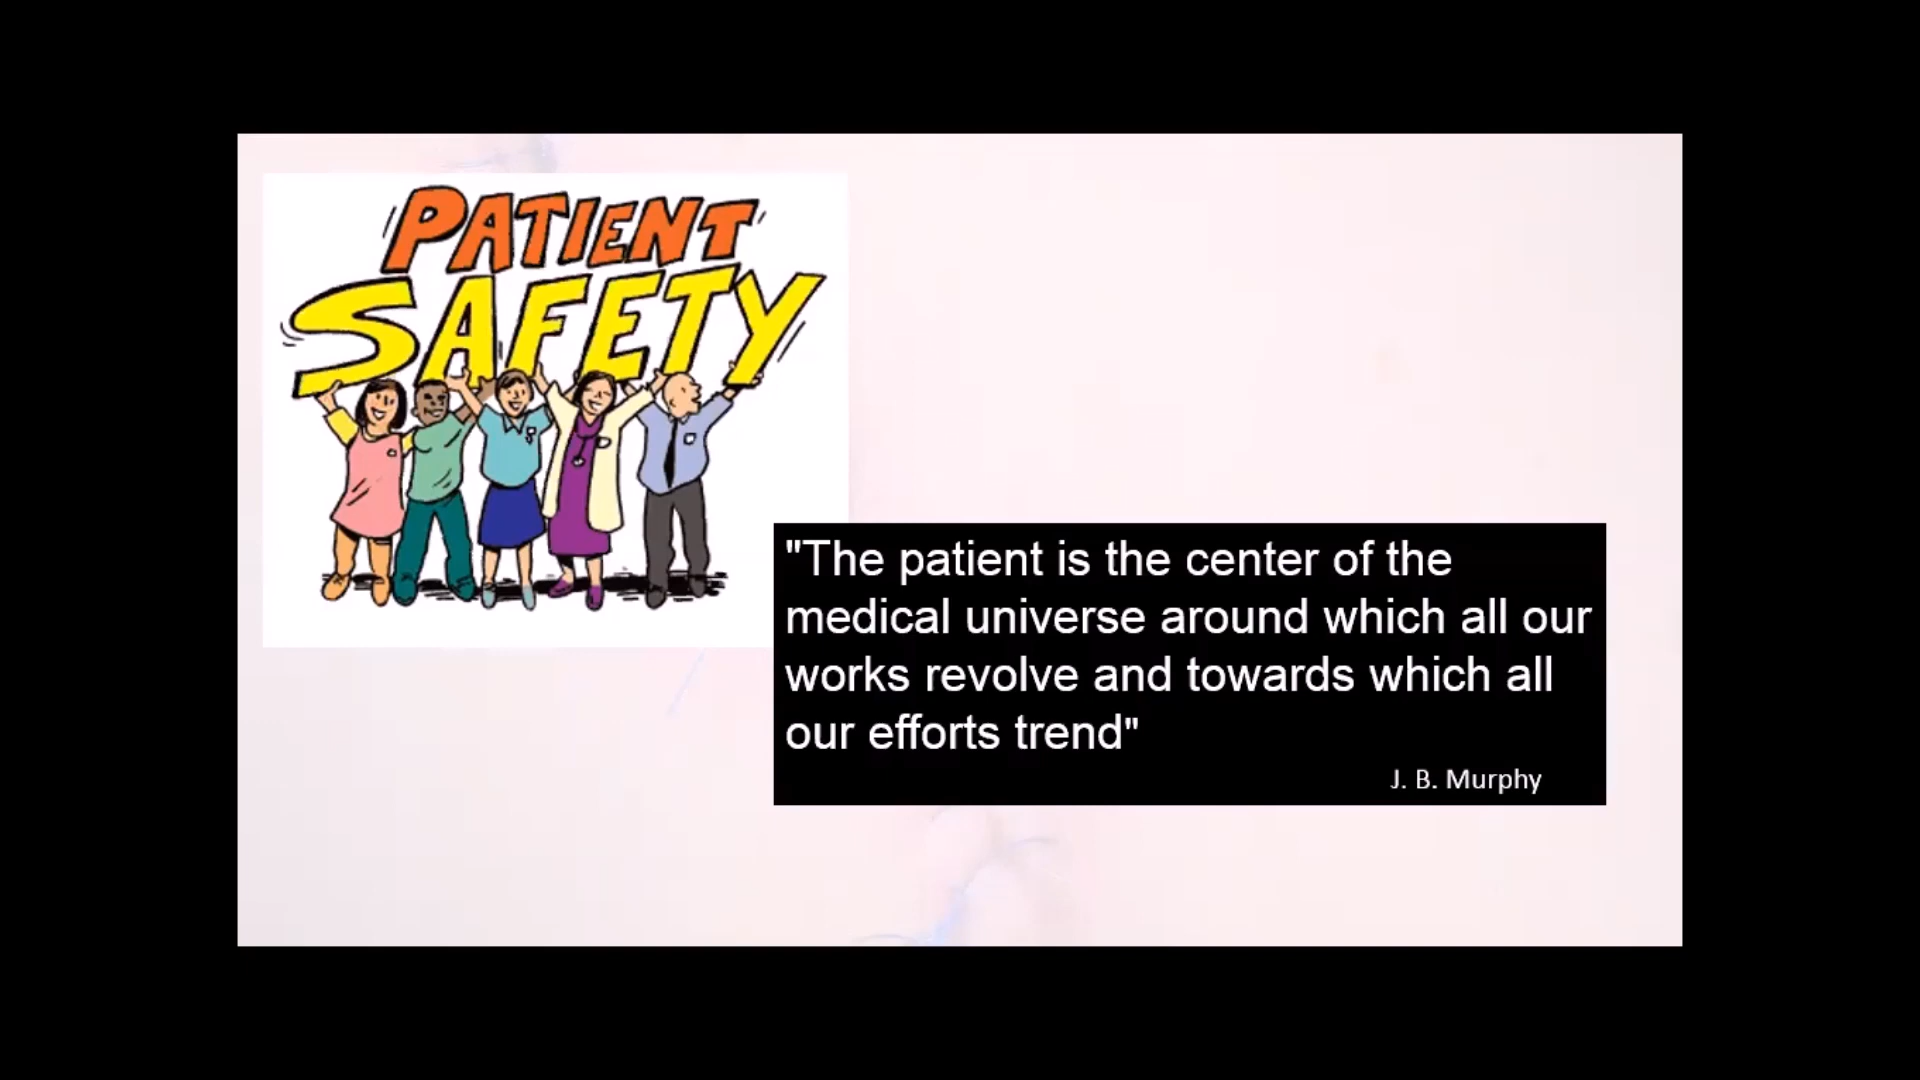 PATIENT
SAFETY
"The patient is the center of the
medical universe around which all our
works revolve and towards which all
our efforts trend"
J. B. Murphy